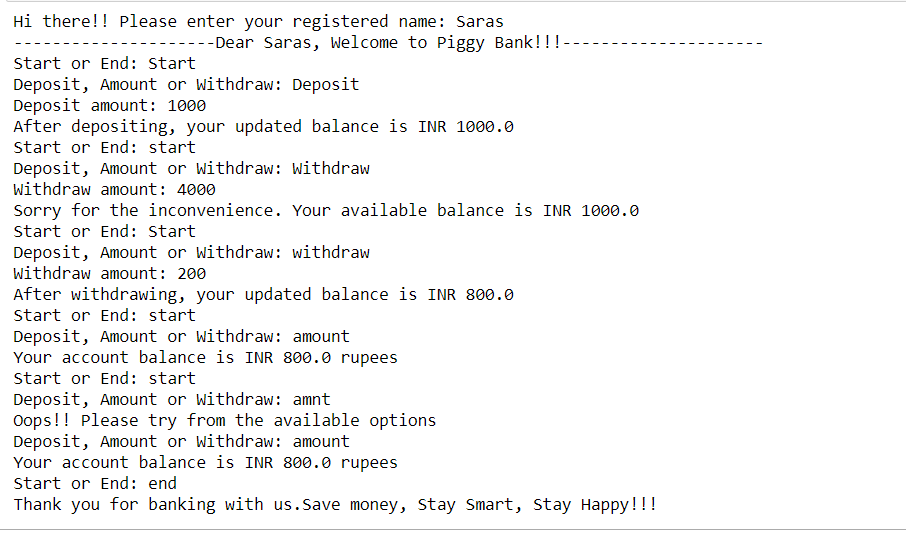 Hi there!! Please enter your registered name: Saras
---------------------Dear Saras, Welcome to Piggy Bank!!!---------------------
Start or End: Start
Deposit, Amount or Withdraw: Deposit
Deposit amount: 1000
After depositing, your updated balance is INR 1000.0
Start or End: start
Deposit, Amount or Withdraw: Withdraw
Withdraw amount: 4000
Sorry for the inconvenience. Your available balance is INR 1000.0
Start or End: Start
Deposit, Amount or Withdraw: withdraw
Withdraw amount: 200
After withdrawing, your updated balance is INR 800.0
Start or End: start
Deposit, Amount or Withdraw: amount
Your account balance is INR 800.0 rupees
Start or End: start
Deposit, Amount or Withdraw: amnt
Oops!! Please try from the available options
Deposit, Amount or Withdraw: amount
Your account balance is INR 800.0 rupees
Start or End: end
Thank you for banking with us.Save money, Stay Smart, Stay Happy!!!